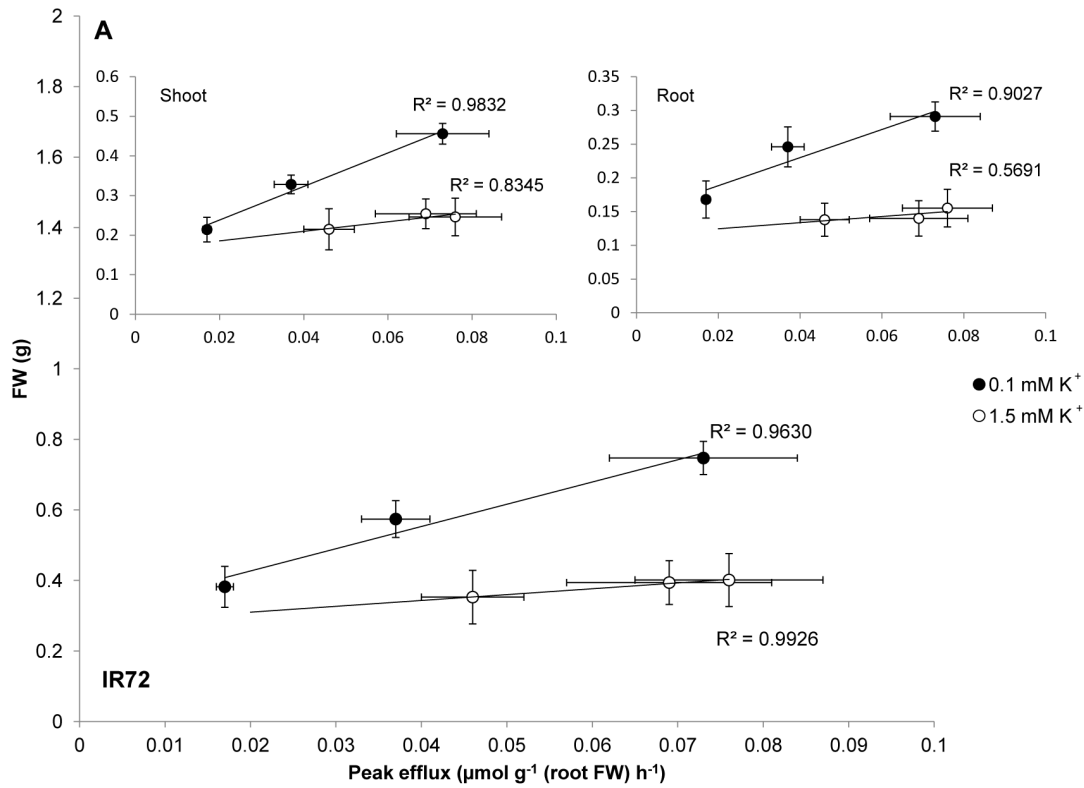 A
2
1.8
1.6
1.4
1.2
1
0.8
0.6
0.4
0.2
0
FW (g)
Shoot
0.6
0.5
0.4
0.3
0.2
0.1
0
R² = 0.9832
R² = 0.8345
0 0.02 0.04 0.06 0.08 0.1
Root
0.35
0.3
0.25
0.2
0.15
0.1
0.05
0
R² = 0.9027
R² = 0.5691
0 0.02 0.04 0.06 0.08 0.1
0.1 mM K⁺
1.5 mM K⁺
R² = 0.9630
R² = 0.9926
IR72
0 0.01 0.02 0.03 0.04 0.05 0.06 0.07 0.08 0.09 0.1
Peak efflux (µmol g⁻¹ (root FW) h⁻¹)